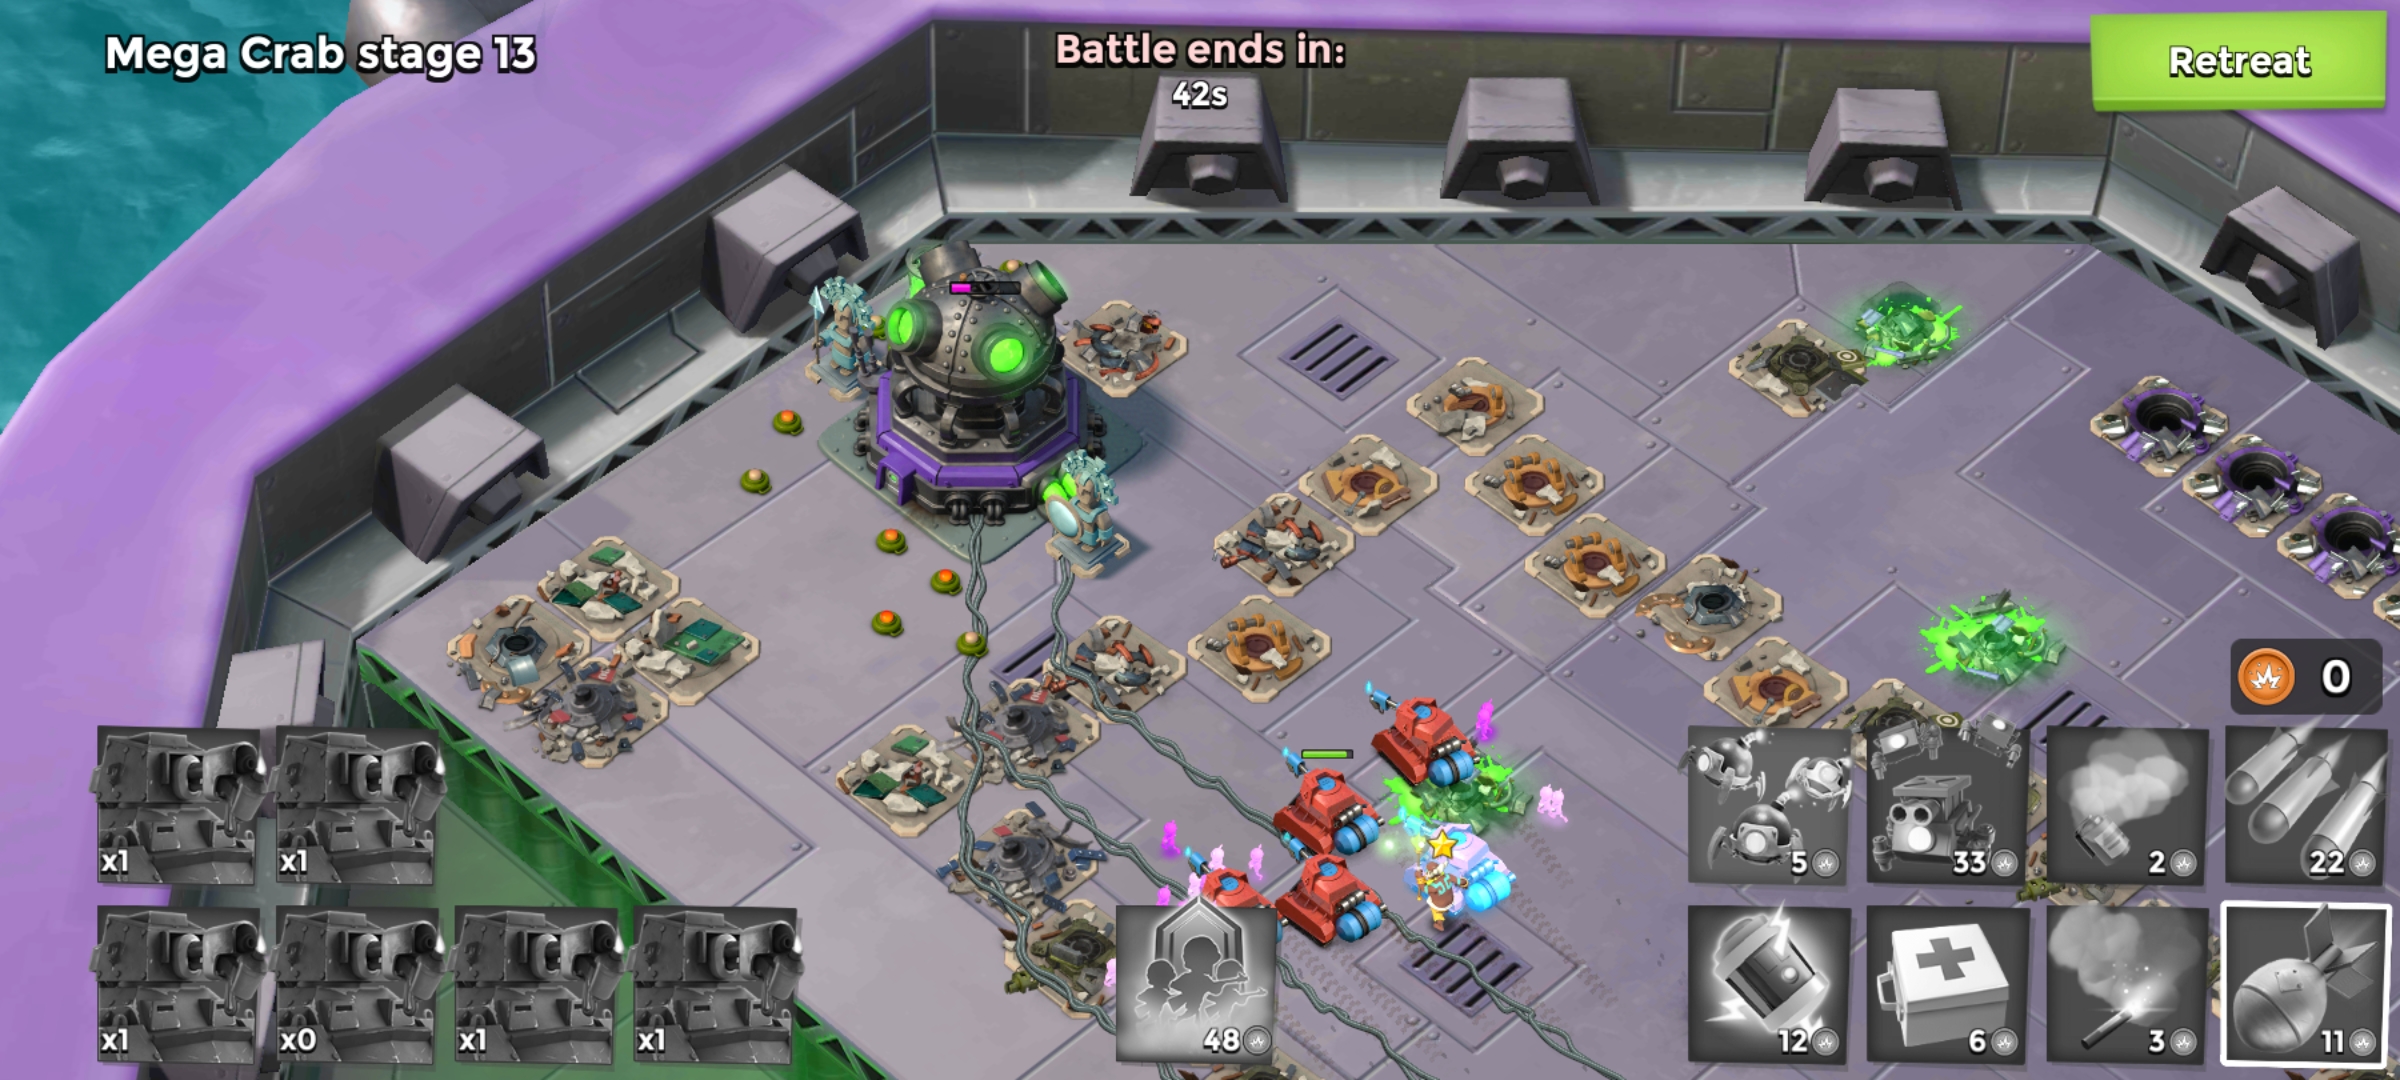 Mega Crab stage 13
Battle ends in:
42s
Retreat
0
x1
x1
5
33
2
22
x1
x0
x1
x1
48
12
6
3
11